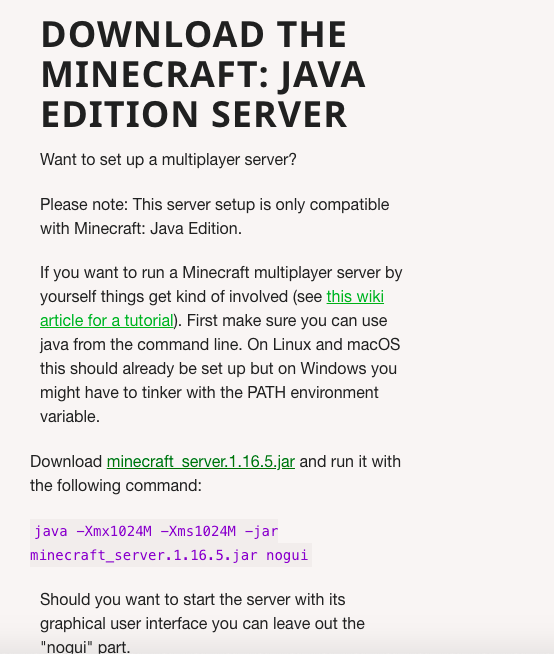 DOWNLOAD THE
MINECRAFT: JAVA
EDITION SERVER
Want to set up a multiplayer server?
Please note: This server setup is only compatible
with Minecraft: Java Edition.
If you want to run a Minecraft multiplayer server by
yourself things get kind of involved (see this wiki
article for a tutorial). First make sure you can use
java from the command line. On Linux and macOS
this should already be set up but on Windows you
might have to tinker with the PATH environment
variable.
Download minecraft_server.1.16.5.jar and run it with
the following command:
java -Xmx1024M -Xms1024M -jar
minecraft_server.1.16.5.jar nogui
Should you want to start the server with its
graphical user interface you can leave out the
"nogui" part.